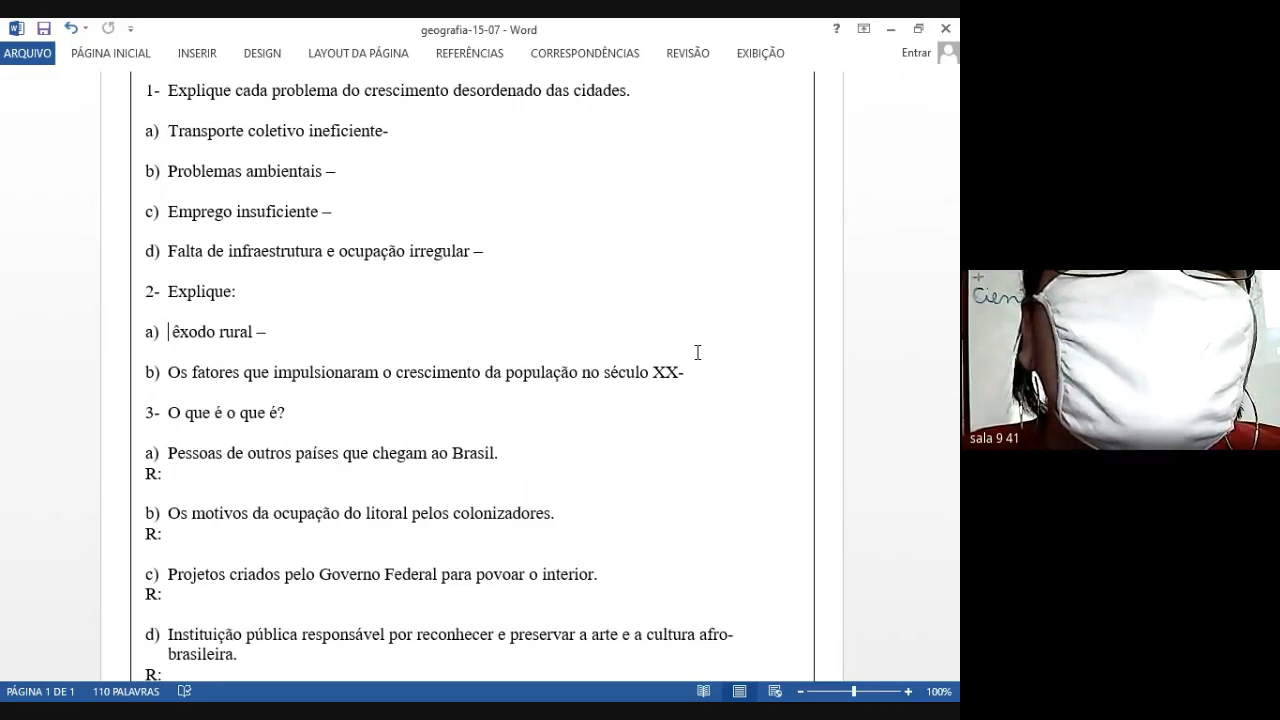 geografia-15-07 - Word
?
ARQUIVO PÁGINA INICIAL INSERIR DESIGN LAYOUT DA PÁGINA REFERÊNCIAS CORRESPONDÊNCIAS REVISÃO EXIBIÇÃO Entrar
1- Explique cada problema do crescimento desordenado das cidades.
a) Transporte coletivo ineficiente-
b) Problemas ambientais –
c) Emprego insuficiente –
d) Falta de infraestrutura e ocupação irregular –
2- Explique:
a) êxodo rural –
b) Os fatores que impulsionaram o crescimento da população no século XX-
3- O que é o que é?
a) Pessoas de outros países que chegam ao Brasil.
R:
b) Os motivos da ocupação do litoral pelos colonizadores.
R:
c) Projetos criados pelo Governo Federal para povoar o interior.
R:
d) Instituição pública responsável por reconhecer e preservar a arte e a cultura afro-
brasileira.
R:
PÁGINA 1 DE 1 110 PALAVRAS 100%
+
Cien
sala 9 41